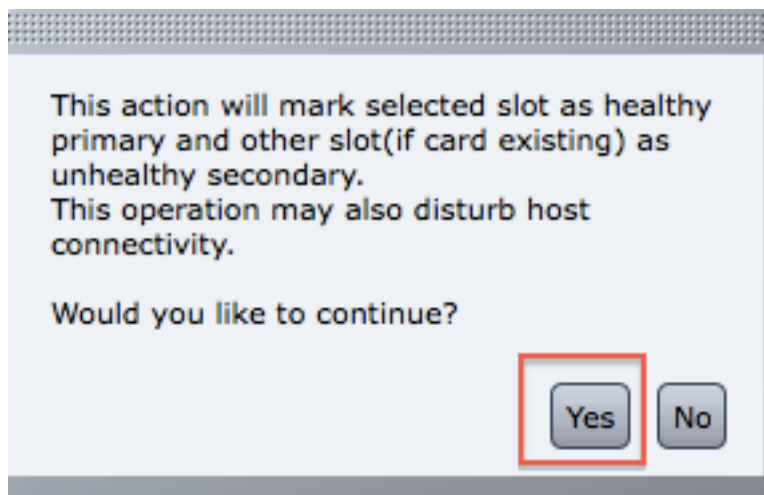 This action will mark selected slot as healthy
primary and other slot(if card existing) as
unhealthy secondary.
This operation may also disturb host
connectivity.
Would you like to continue?
Yes No